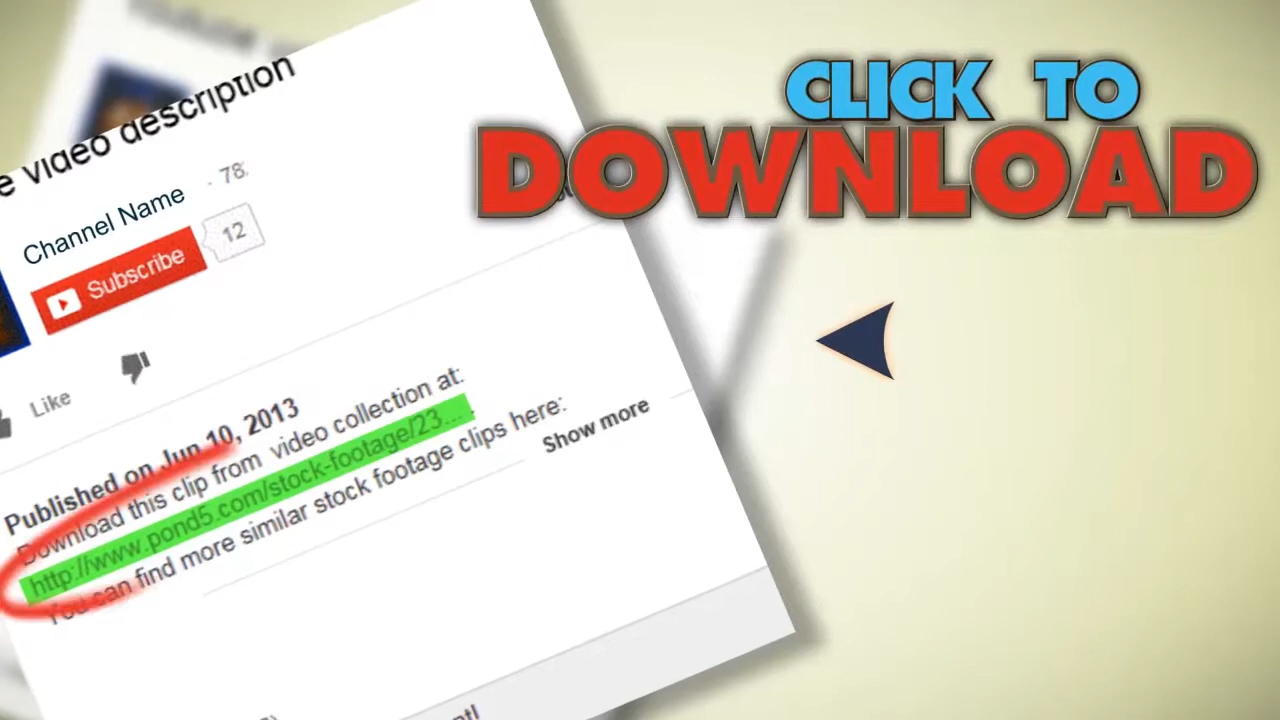 CLICK TO
DOWNLOAD
video description
Channel Name
78
Subscribe
12
Like
Published on Jun 10, 2013
Download this clip from video collection at:
http://www.pond5.com/stock-footage/23...
You can find more similar stock footage clips here:
Show more